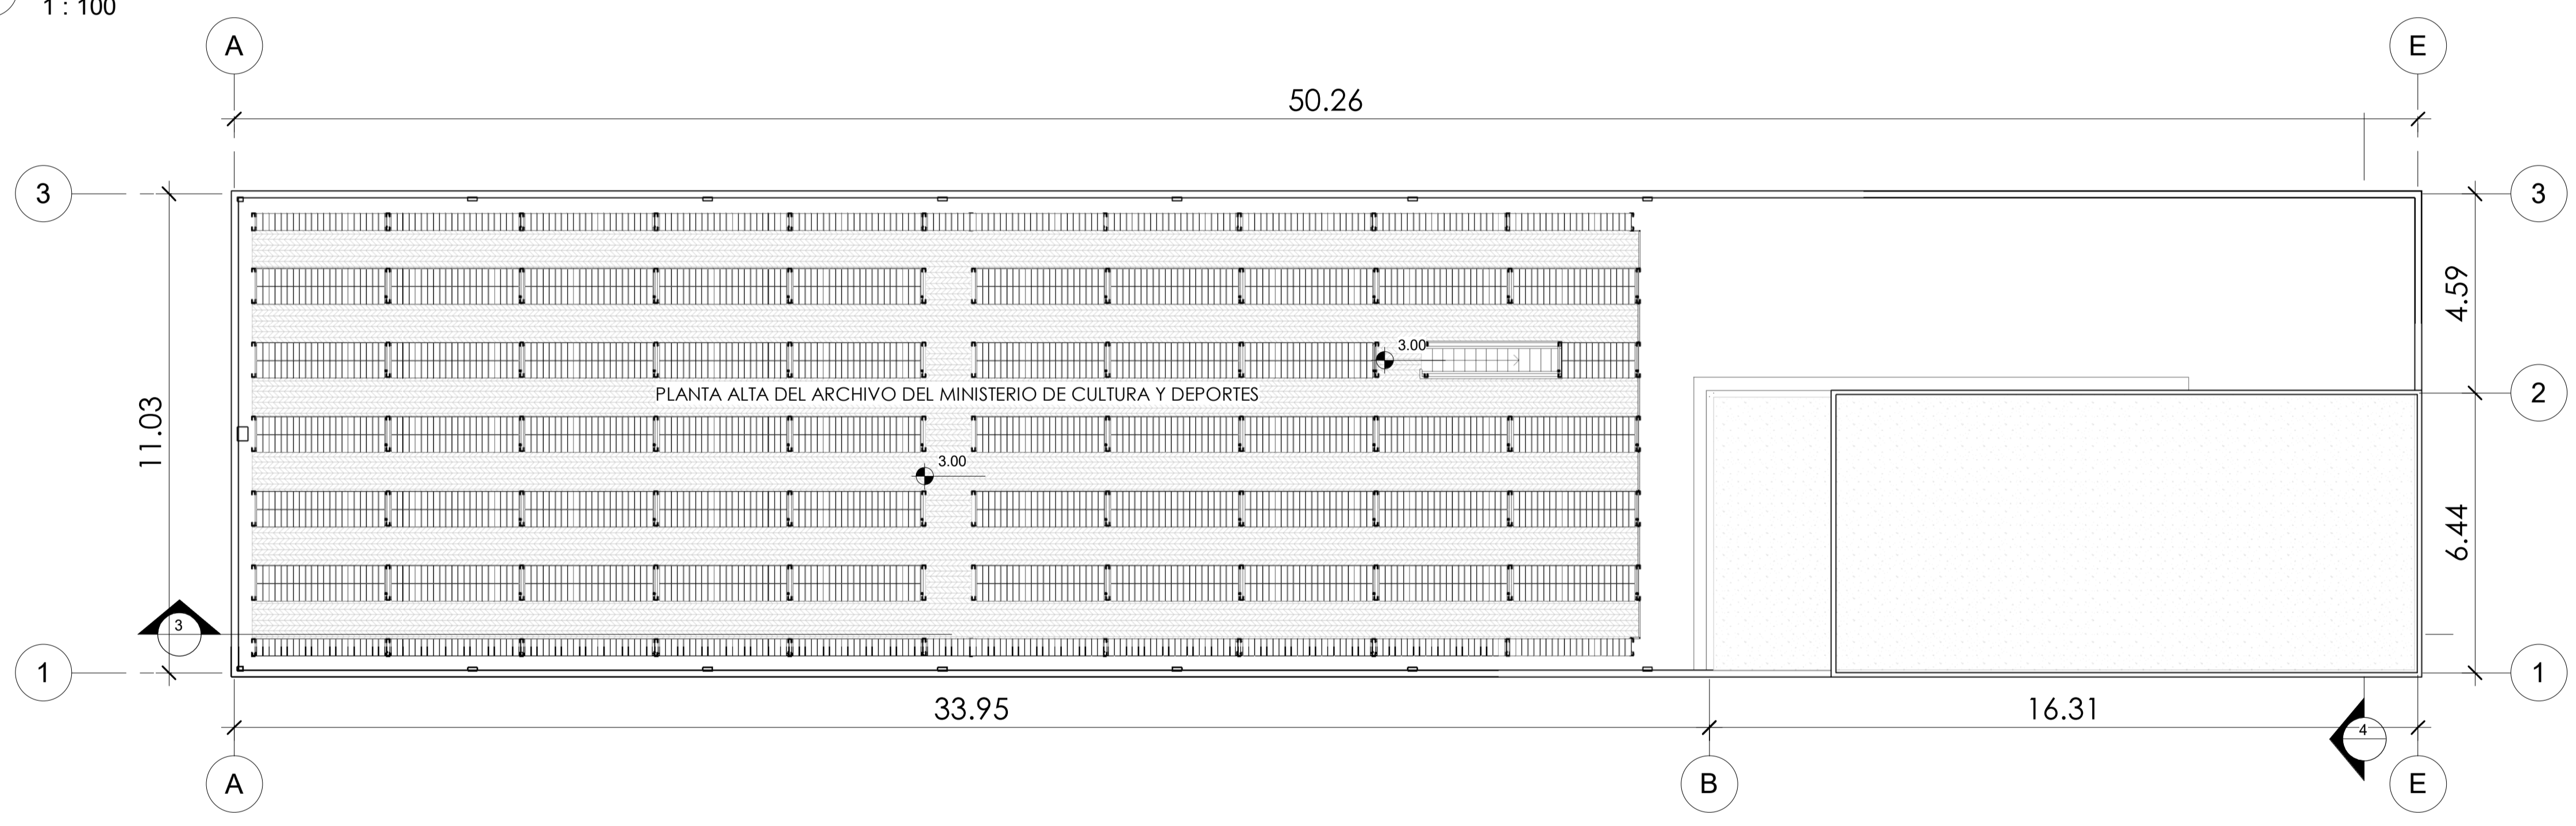 1 : 100
A
E
50.26
3
3
4.59
3.00
PLANTA ALTA DEL ARCHIVO DEL MINISTERIO DE CULTURA Y DEPORTES
2
11.03
3.00
6.44
3
1
1
33.95
16.31
4
A
B
E